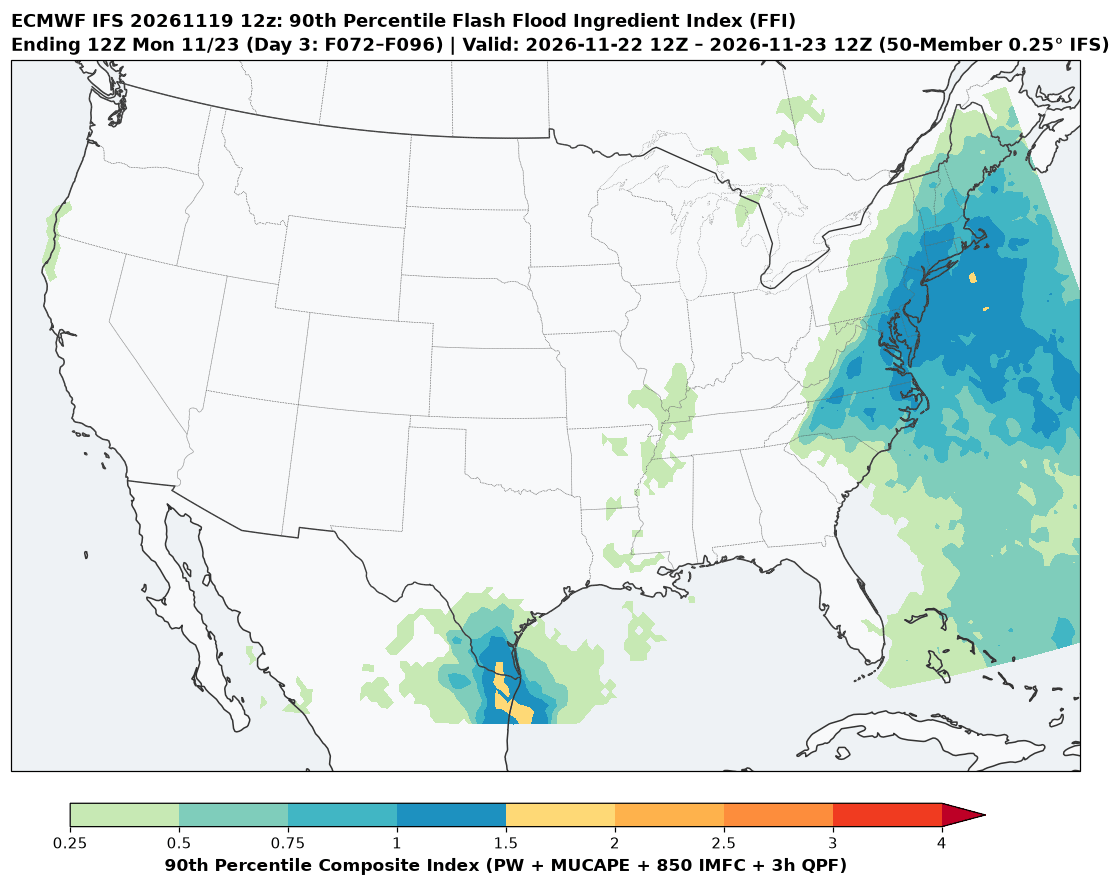 ECMWF IFS 20261119 12z: 90th Percentile Flash Flood Ingredient Index (FFI)
Ending 12Z Mon 11/23 (Day 3: F072–F096) | Valid: 2026-11-22 12Z – 2026-11-23 12Z (50-Member 0.25° IFS)
0.25 0.5 0.75 1 1.5 2 2.5 3 4
90th Percentile Composite Index (PW + MUCAPE + 850 IMFC + 3h QPF)